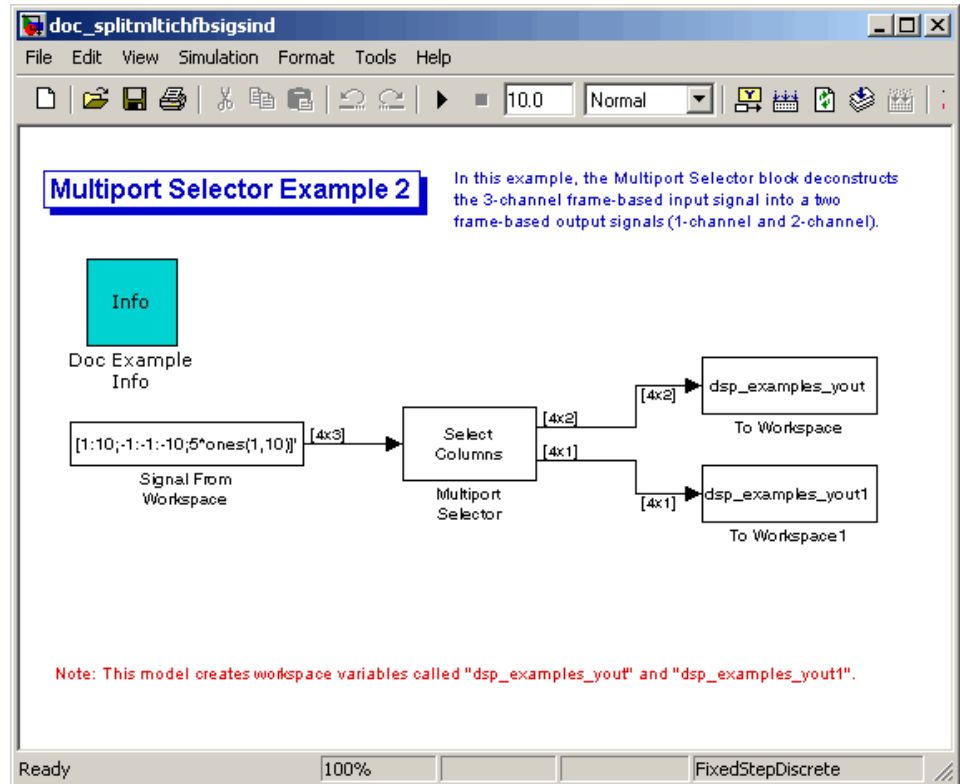 doc_splitmltichfbsigsind
File Edit View Simulation Format Tools Help
10.0 Normal
Multiport Selector Example 2
In this example, the Multiport Selector block deconstructs
the 3-channel frame-based input signal into a two
frame-based output signals (1-channel and 2-channel).
Info
Doc Example
Info
[1:10;-1:-1:-10;5*ones(1,10)]'
Signal From
Workspace
[4x3]
Select
Columns
Multiport
Selector
[4x2]
[4x1]
[4x2]
dsp_examples_yout
To Workspace
[4x1]
dsp_examples_yout1
To Workspace1
Note: This model creates workspace variables called "dsp_examples_yout" and "dsp_examples_yout1".
Ready 100% FixedStepDiscrete